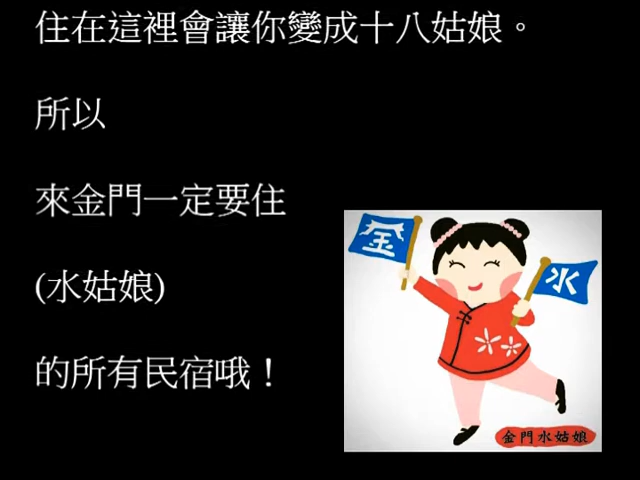 住在這裡會讓你變成十八姑娘。
所以
來金門一定要住
(水姑娘)
的所有民宿哦！
金
水
金門水姑娘